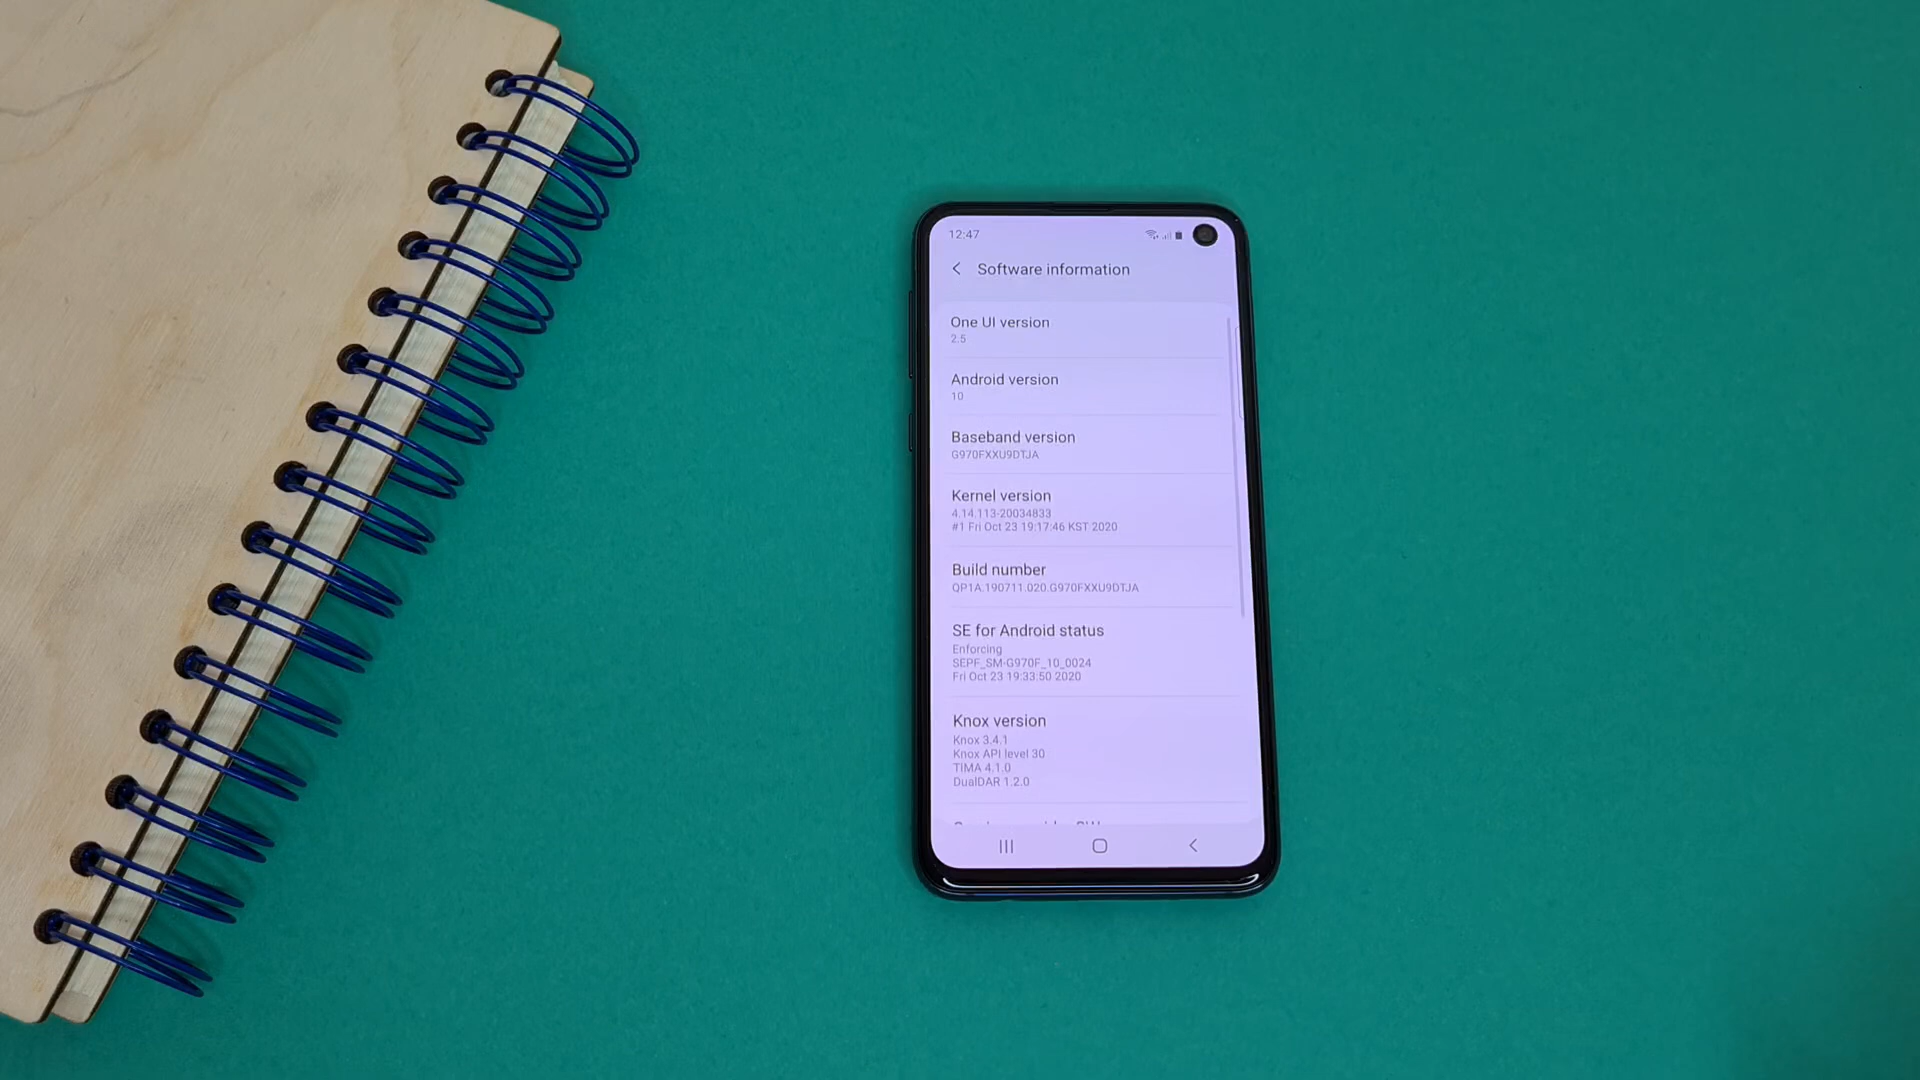 12:47
Software information
One UI version
2.5
Android version
10
Baseband version
G970FXXU9DTJA
Kernel version
4.14.113-20034833
#1 Fri Oct 23 19:17:46 KST 2020
Build number
QP1A.190711.020.G970FXXU9DTJA
SE for Android status
Enforcing
SEPF_SM-G970F_10_0024
Fri Oct 23 19:33:50 2020
Knox version
Knox 3.4.1
Knox API level 30
TIMA 4.1.0
DualDAR 1.2.0